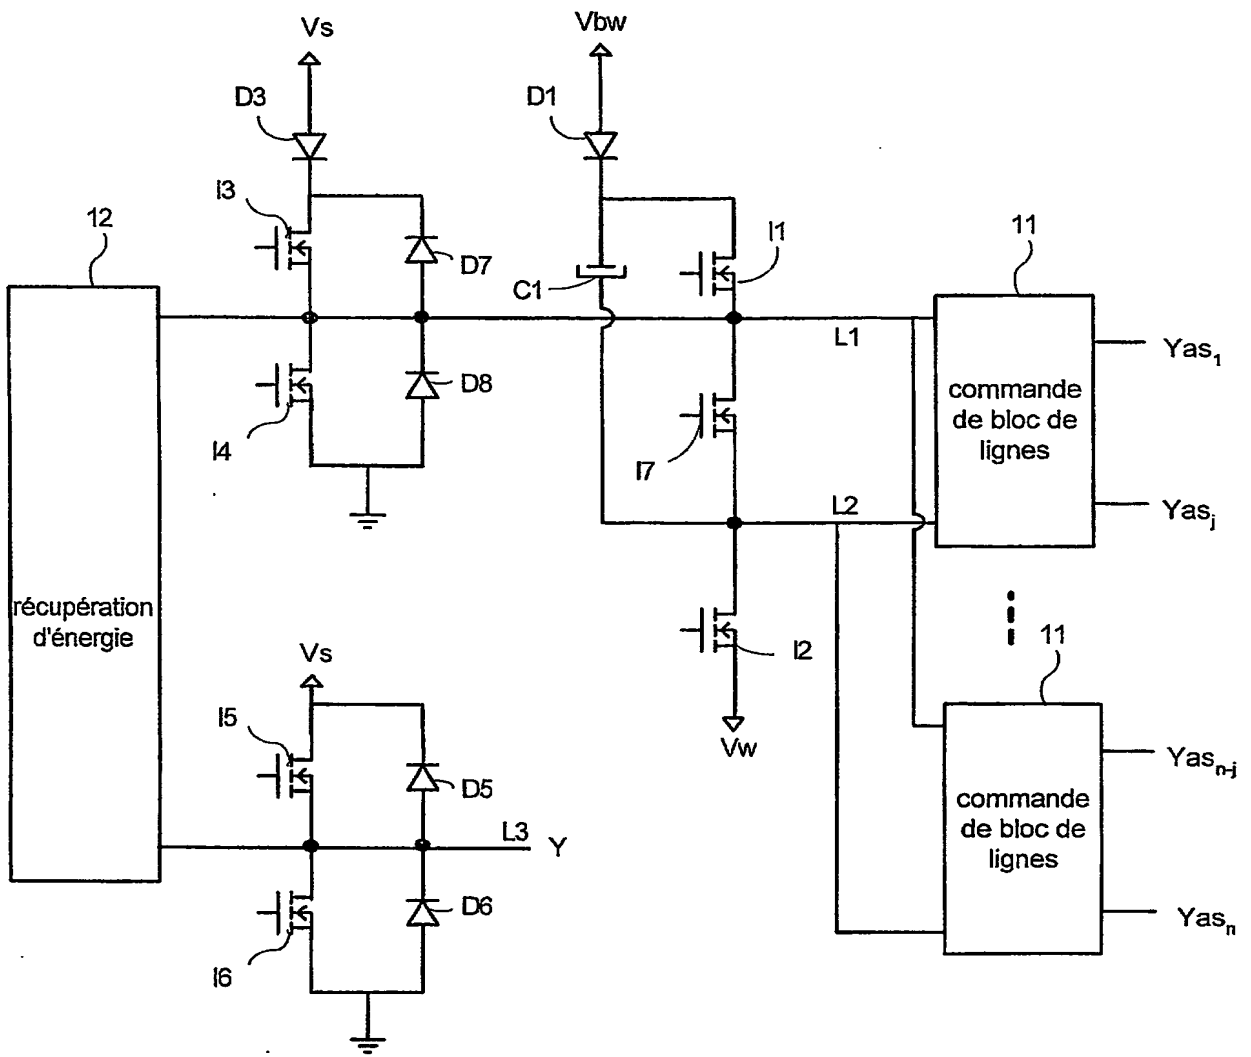 Vs
Vbw
D3
D1
I3
12
D7
C1
I1
11
L1
Yas1
D8
commande
de bloc de
lignes
I4
I7
L2
Yasj
récupération
d'énergie
11
I2
Vs
Vw
I5
D5
Yasn-j
commande
de bloc de
lignes
L3
Y
D6
Yasn
I6